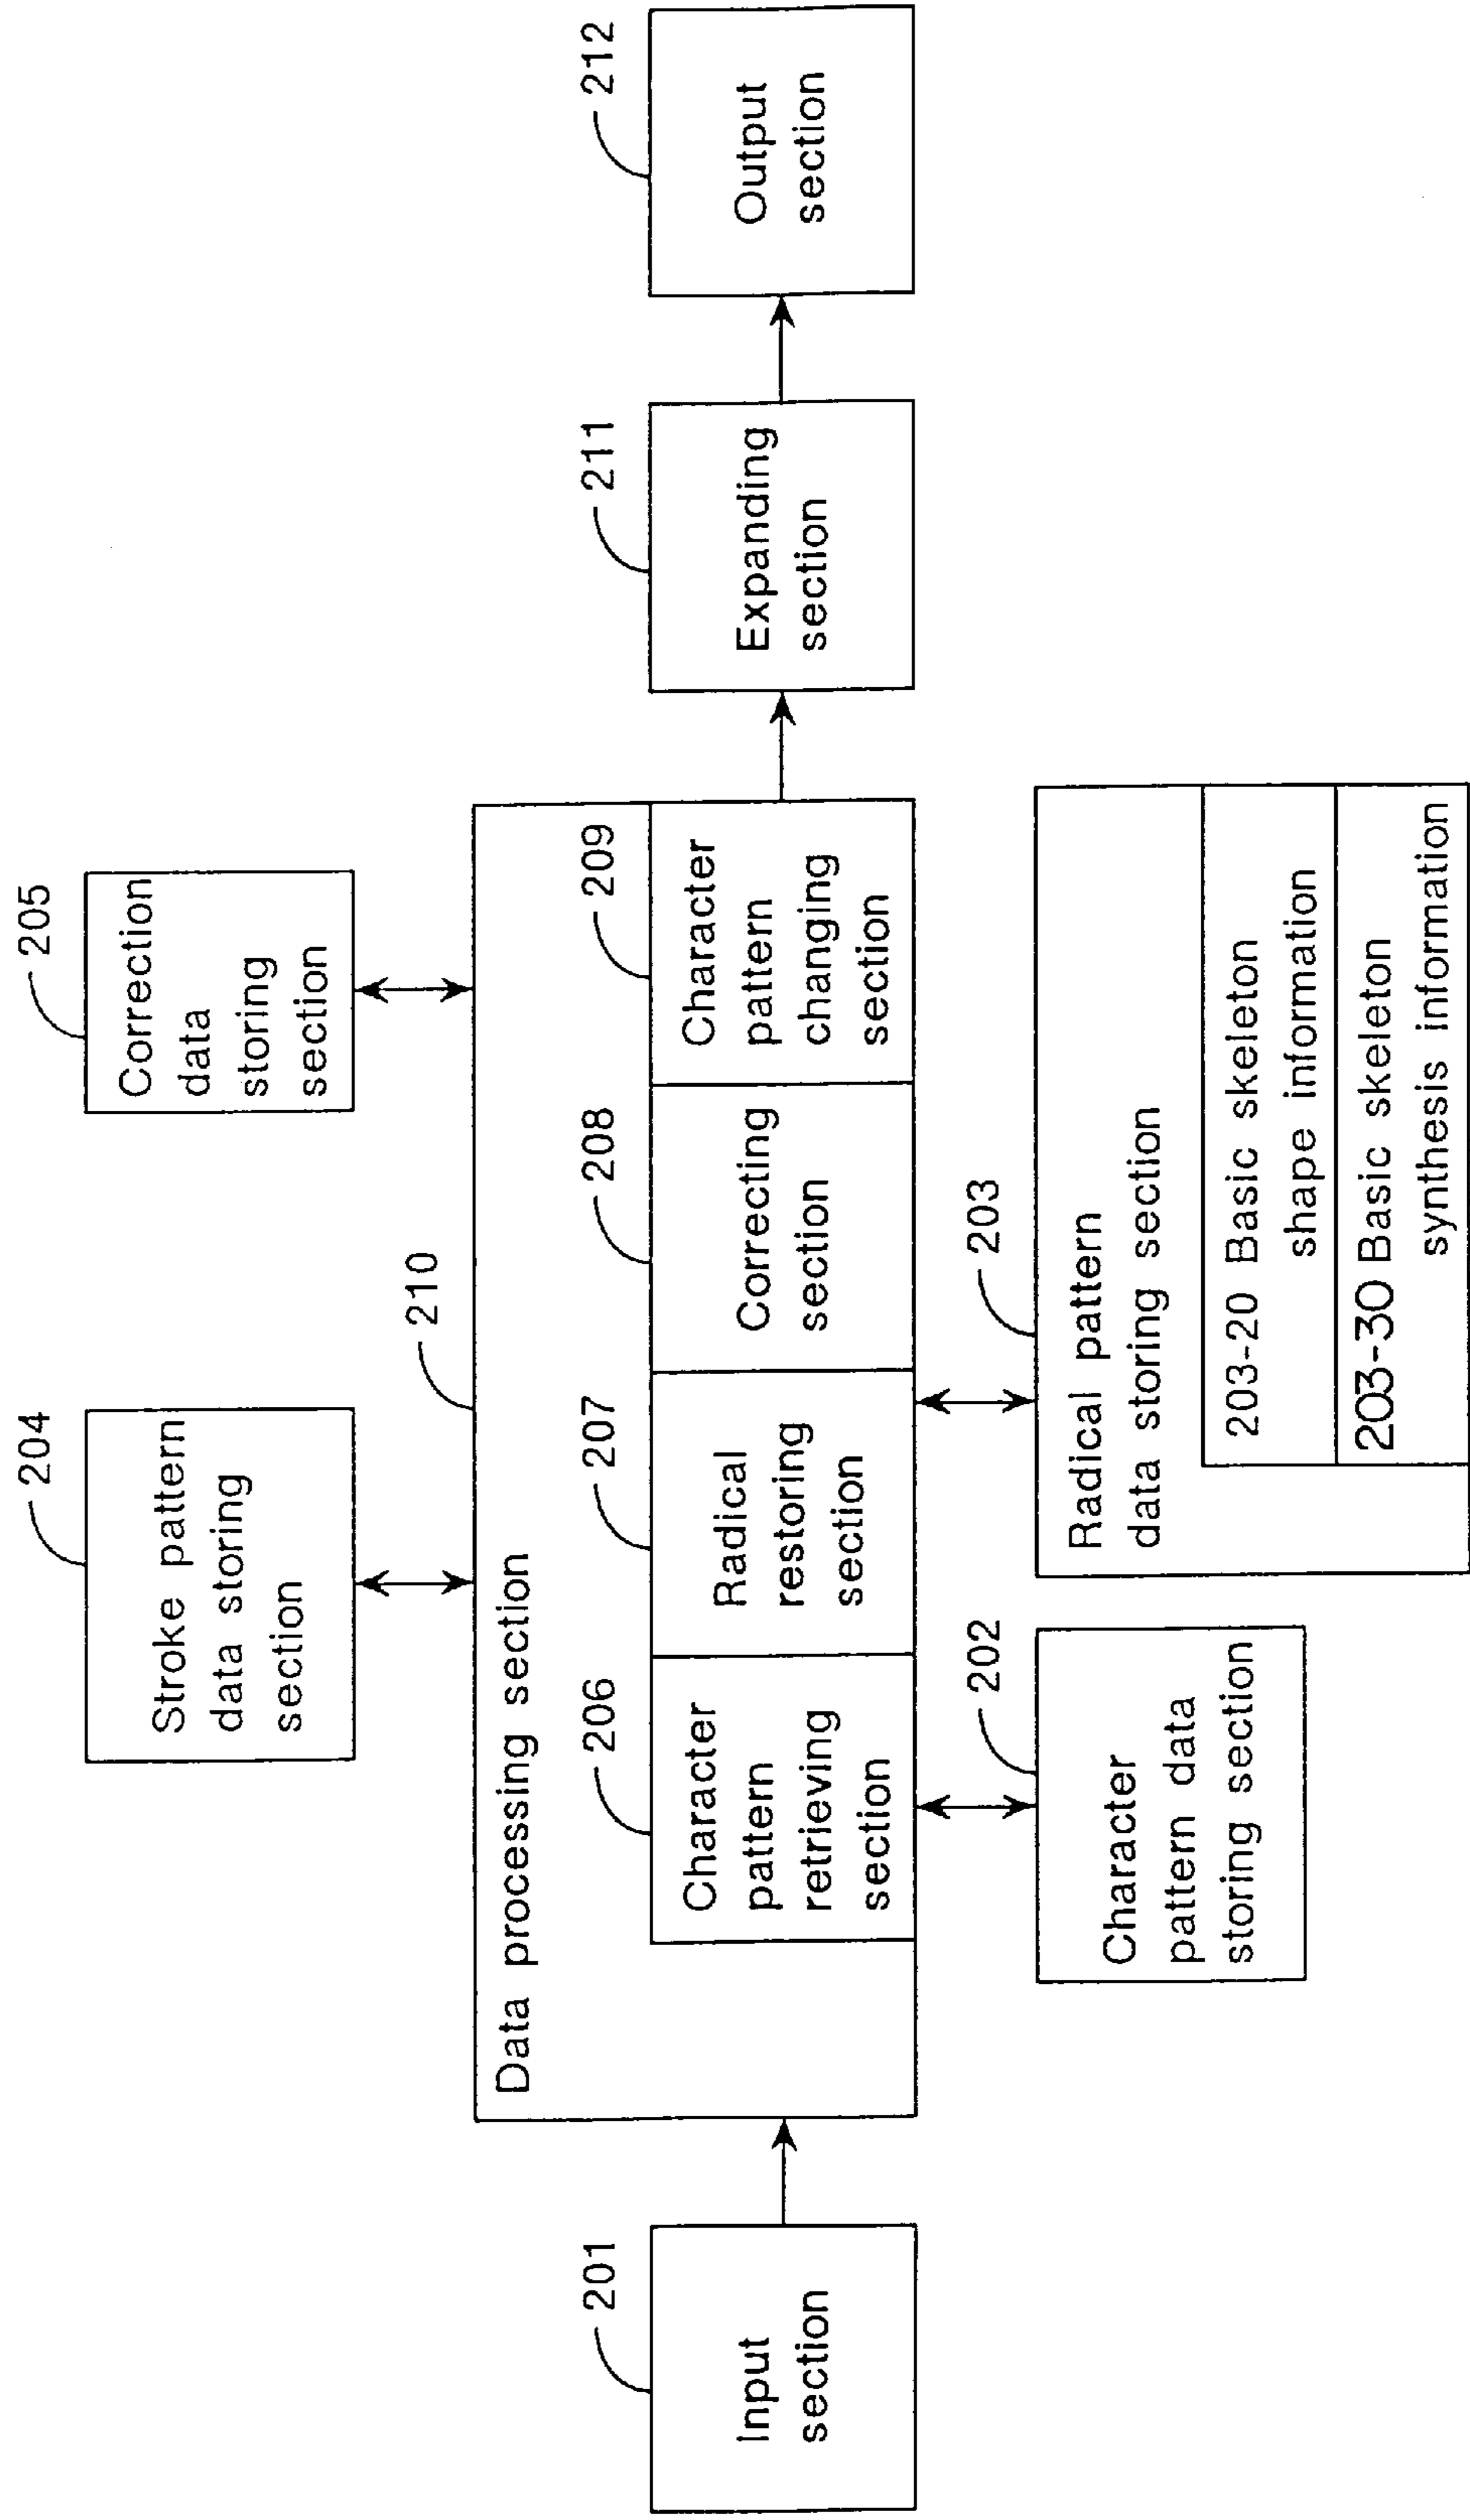 204
Stroke pattern
data storing
section
205
Correction
data
storing
section
210
Data processing section
201
Input
section
206
Character
pattern
retrieving
section
207
Radical
restoring
section
208
Correcting
section
209
Character
pattern
changing
section
211
Expanding
section
212
Output
section
202
Character
pattern data
storing section
203
Radical pattern
data storing section
203-20 Basic skeleton
shape information
203-30 Basic skeleton
synthesis information